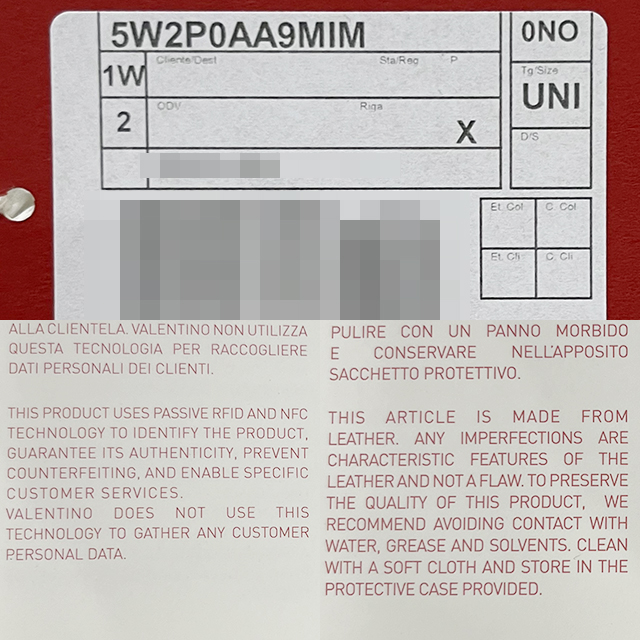 5W2P0AA9MIM
0NO
1W
Cliente/Dest
Sta/Reg
P
Tg/Size
UNI
2
ODV
Riga
X
D'S
Et. Col
C. Col
Et. Cli
C. Cli
ALLA CLIENTELA. VALENTINO NON UTILIZZA
QUESTA TECNOLOGIA PER RACCOGLIERE
DATI PERSONALI DEI CLIENTI.
THIS PRODUCT USES PASSIVE RFID AND NFC
TECHNOLOGY TO IDENTIFY THE PRODUCT,
GUARANTEE ITS AUTHENTICITY, PREVENT
COUNTERFEITING, AND ENABLE SPECIFIC
CUSTOMER SERVICES.
VALENTINO DOES NOT USE THIS
TECHNOLOGY TO GATHER ANY CUSTOMER
PERSONAL DATA.
PULIRE CON UN PANNO MORBIDO
E CONSERVARE NELL'APPOSITO
SACCHETTO PROTETTIVO.
THIS ARTICLE IS MADE FROM
LEATHER. ANY IMPERFECTIONS ARE
CHARACTERISTIC FEATURES OF THE
LEATHER AND NOT A FLAW. TO PRESERVE
THE QUALITY OF THIS PRODUCT, WE
RECOMMEND AVOIDING CONTACT WITH
WATER, GREASE AND SOLVENTS. CLEAN
WITH A SOFT CLOTH AND STORE IN THE
PROTECTIVE CASE PROVIDED.